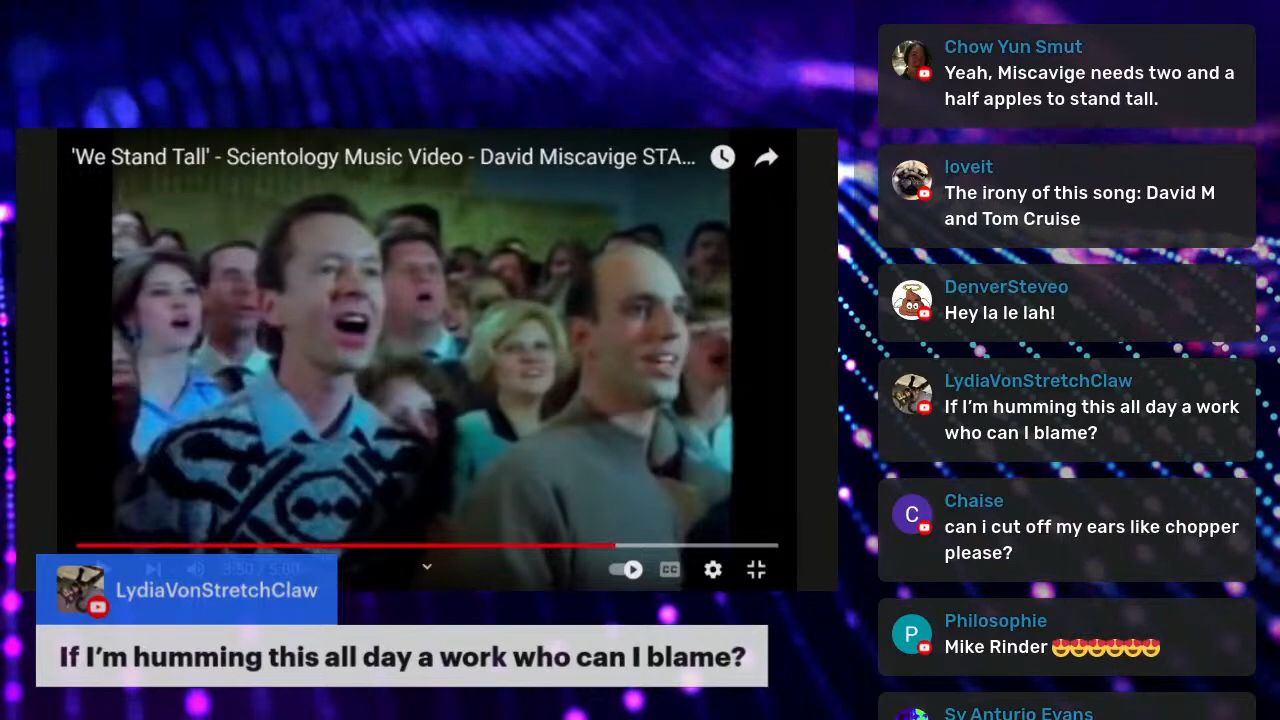 'We Stand Tall' - Scientology Music Video - David Miscavige STA...
3:50 / 5:00
CC
LydiaVonStretchClaw
If I’m humming this all day a work who can I blame?
Chow Yun Smut
Yeah, Miscavige needs two and a
half apples to stand tall.
loveit
The irony of this song: David M
and Tom Cruise
DenverSteveo
Hey la le lah!
LydiaVonStretchClaw
If I’m humming this all day a work
who can I blame?
C
Chaise
can i cut off my ears like chopper
please?
P
Philosophie
Mike Rinder 😍😍😍😍😍😍
Sy Anturio Evans